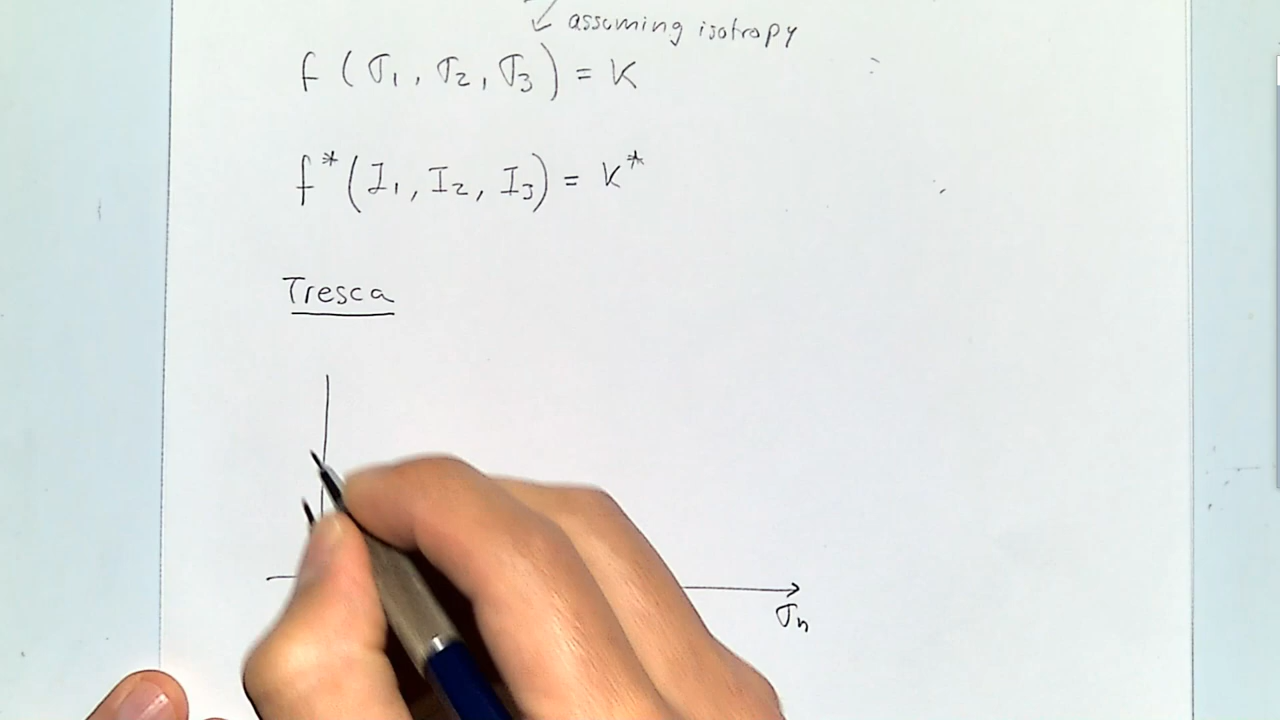 assuming isotropy
f (σ₁, σ₂, σ₃) = K
f*(I₁, I₂, I₃) = K*
Tresca
σₙ